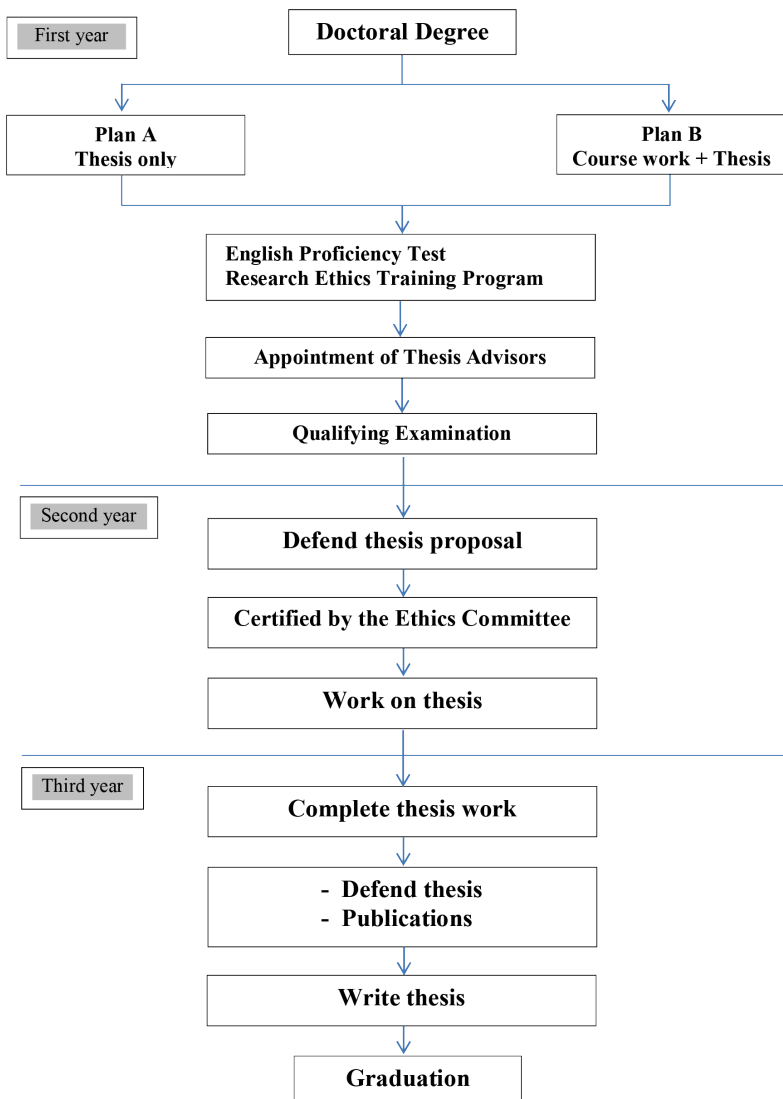 First year
Doctoral Degree
Plan A
Thesis only
Plan B
Course work + Thesis
English Proficiency Test
Research Ethics Training Program
Appointment of Thesis Advisors
Qualifying Examination
Second year
Defend thesis proposal
Certified by the Ethics Committee
Work on thesis
Third year
Complete thesis work
- Defend thesis
- Publications
Write thesis
Graduation